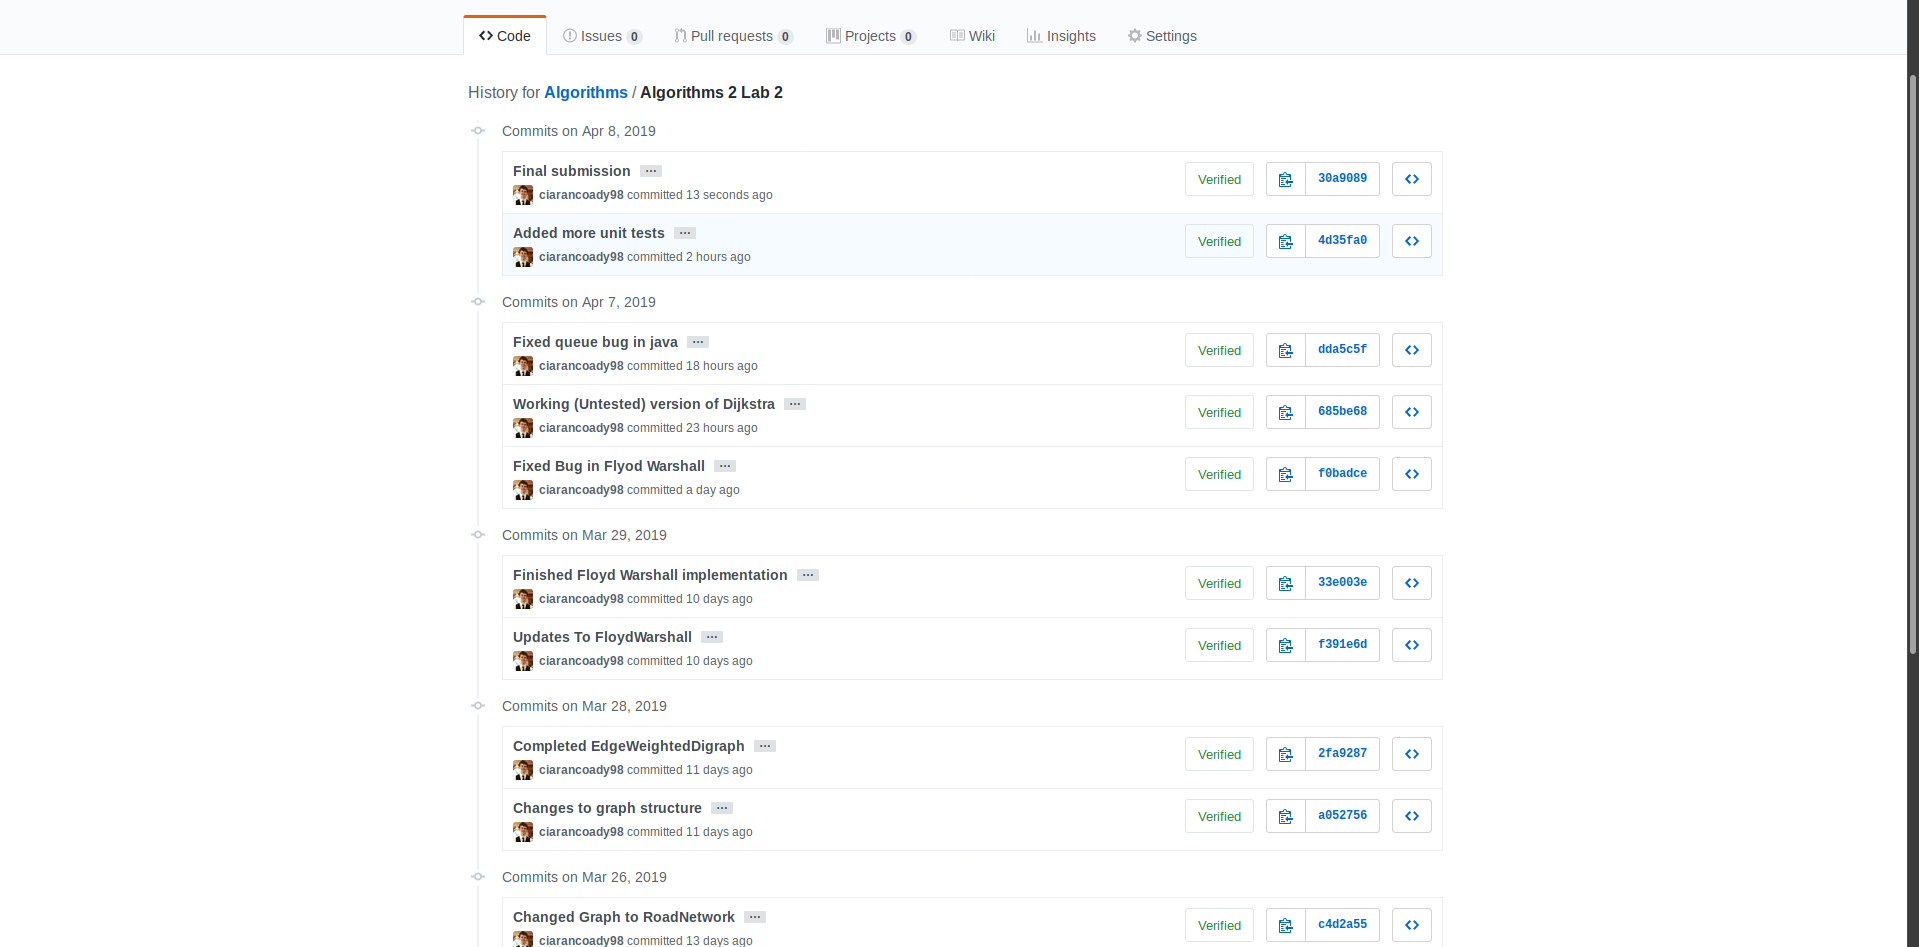 Code Issues 0 Pull requests 0 Projects 0 Wiki Insights Settings
History for Algorithms / Algorithms 2 Lab 2
Commits on Apr 8, 2019
Final submission ...
Verified 30a9089
ciarancoady98 committed 13 seconds ago
Added more unit tests ...
Verified 4d35fa0
ciarancoady98 committed 2 hours ago
Commits on Apr 7, 2019
Fixed queue bug in java ...
Verified dda5c5f
ciarancoady98 committed 18 hours ago
Working (Untested) version of Dijkstra ...
Verified 685be68
ciarancoady98 committed 23 hours ago
Fixed Bug in Flyod Warshall ...
Verified f0badce
ciarancoady98 committed a day ago
Commits on Mar 29, 2019
Finished Floyd Warshall implementation ...
Verified 33e003e
ciarancoady98 committed 10 days ago
Updates To FloydWarshall ...
Verified f391e6d
ciarancoady98 committed 10 days ago
Commits on Mar 28, 2019
Completed EdgeWeightedDigraph ...
Verified 2fa9287
ciarancoady98 committed 11 days ago
Changes to graph structure ...
Verified a052756
ciarancoady98 committed 11 days ago
Commits on Mar 26, 2019
Changed Graph to RoadNetwork ...
Verified c4d2a55
ciarancoady98 committed 13 days ago